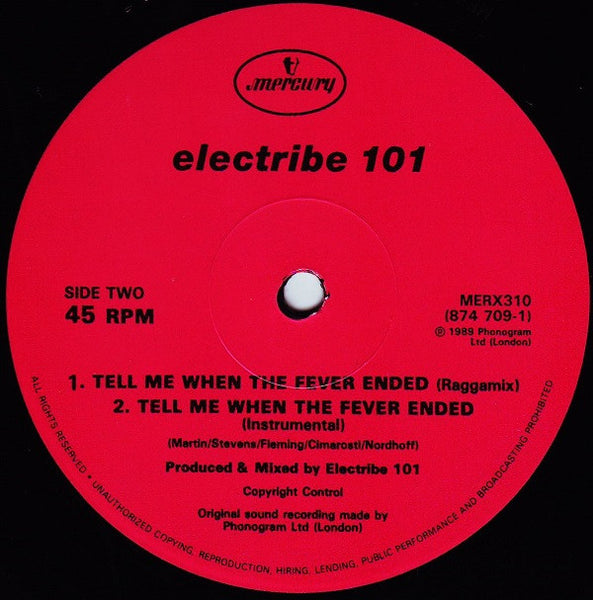 mercury
electribe 101
SIDE TWO
45 RPM
MERX310
(874 709-1)
℗ 1989 Phonogram
Ltd (London)
1. TELL ME WHEN THE FEVER ENDED (Raggamix)
2. TELL ME WHEN THE FEVER ENDED
(Instrumental)
(Martin/Stevens/Fleming/Cimarosti/Nordhoff)
Produced & Mixed by Electribe 101
Copyright Control
Original sound recording made by
Phonogram Ltd (London)
ALL RIGHTS RESERVED • UNAUTHORIZED COPYING, REPRODUCTION, HIRING, LENDING, PUBLIC PERFORMANCE AND BROADCASTING PROHIBITED